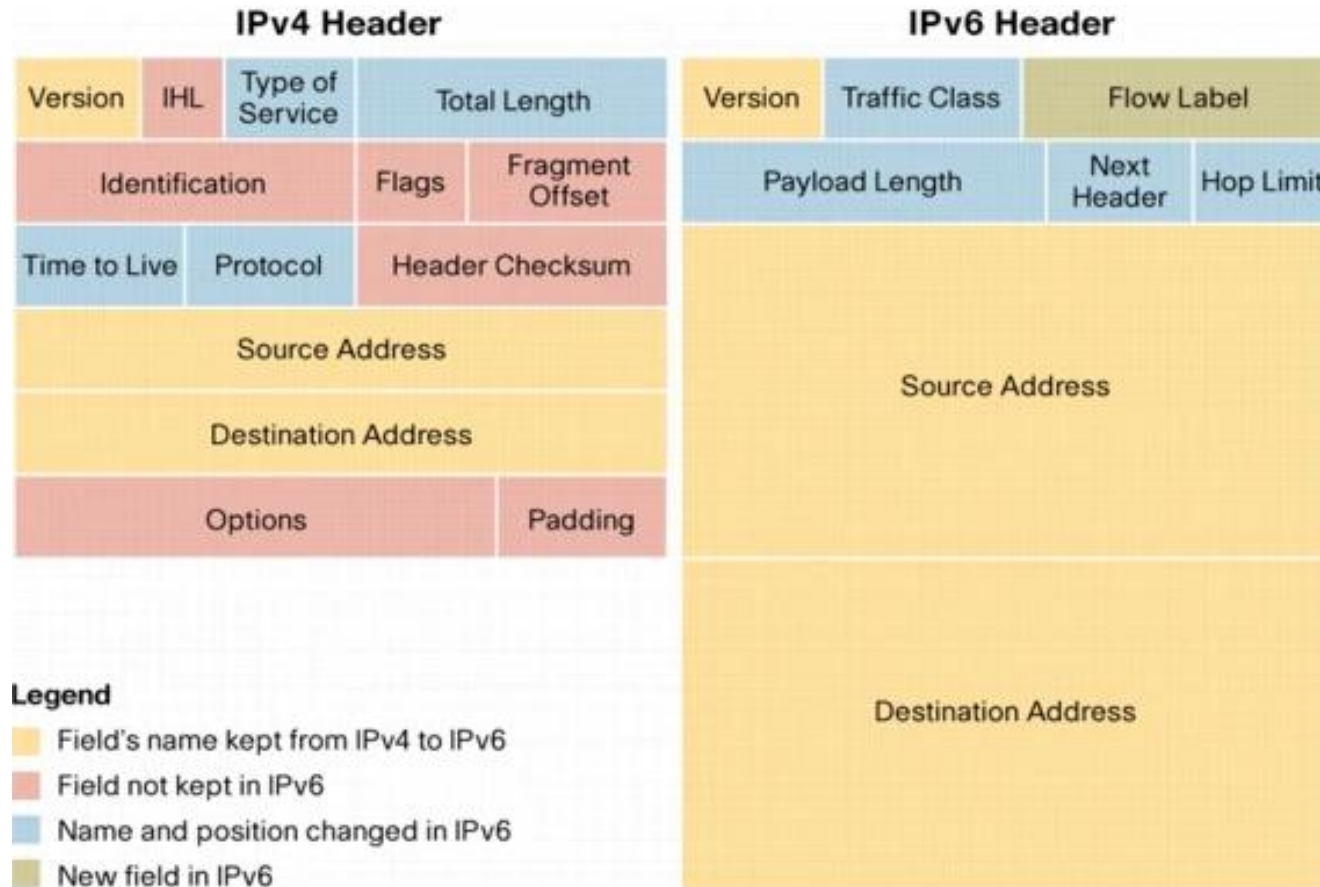 IPv4 Header
IPv6 Header
Version
IHL
Type of
Service
Total Length
Version
Traffic Class
Flow Label
Identification
Flags
Fragment
Offset
Payload Length
Next
Header
Hop Limit
Time to Live
Protocol
Header Checksum
Source Address
Destination Address
Options
Padding
Source Address
Destination Address
Legend
Field's name kept from IPv4 to IPv6
Field not kept in IPv6
Name and position changed in IPv6
New field in IPv6